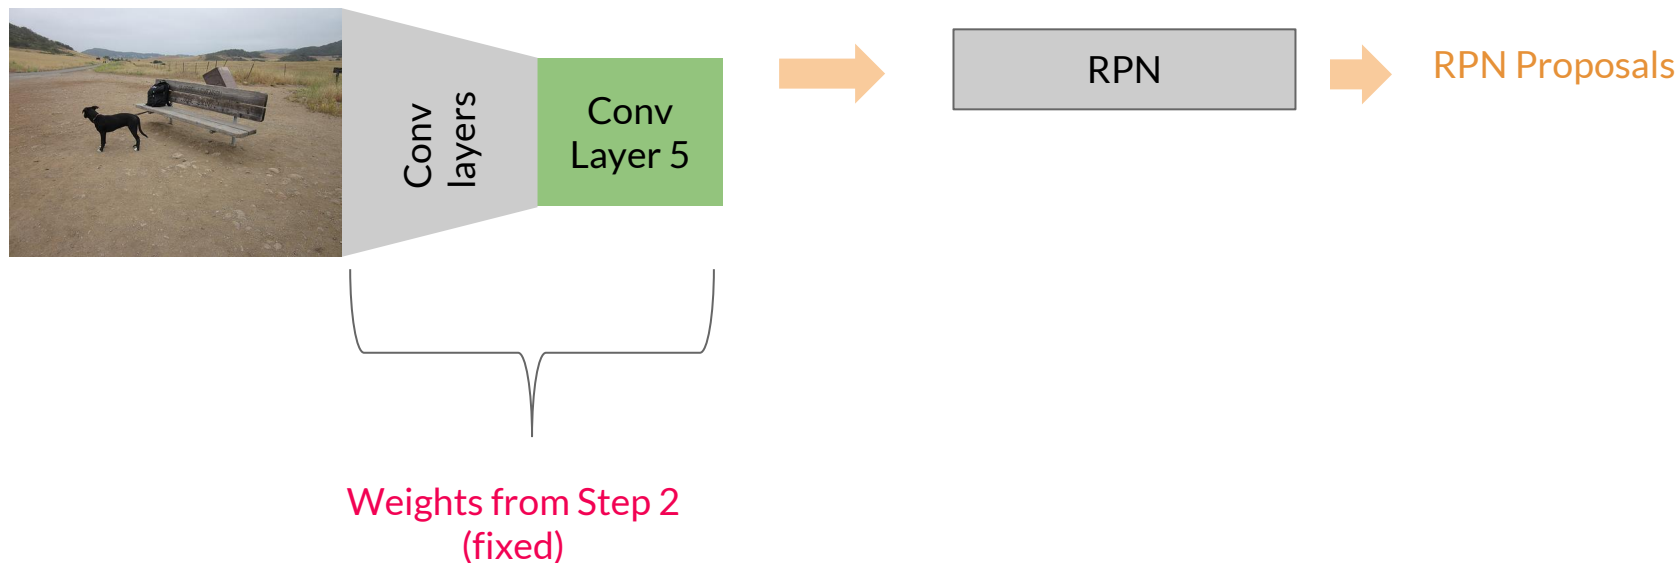 Conv
layers
Conv
Layer 5
RPN
RPN Proposals
Weights from Step 2
(fixed)